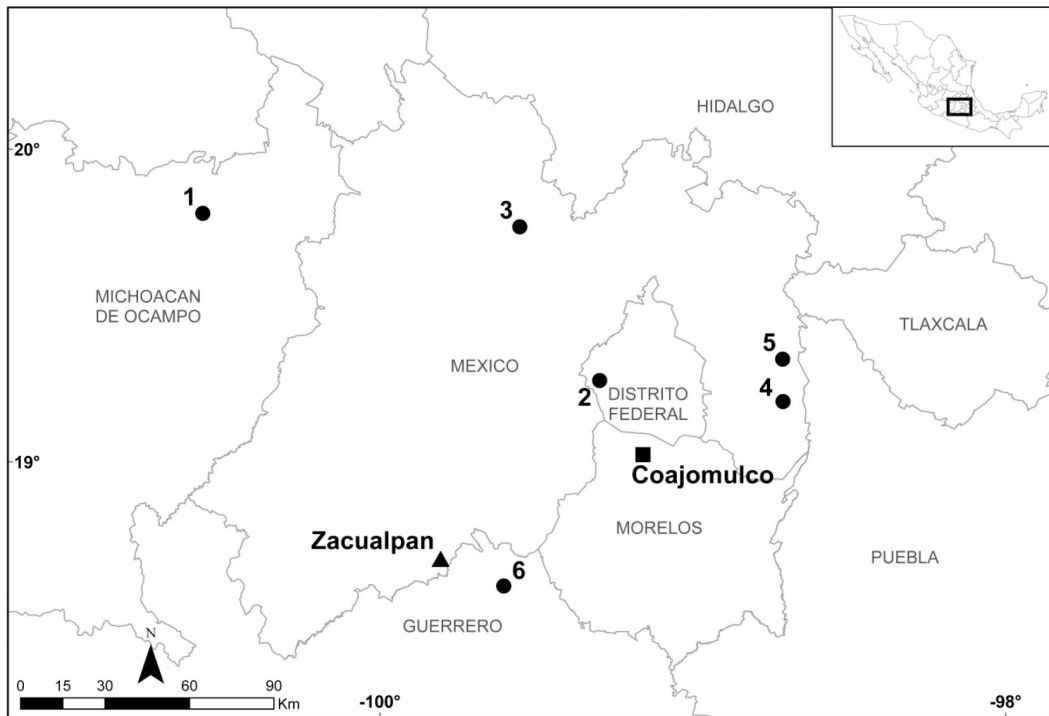 HIDALGO
20°
1
3
MICHOACAN
DE OCAMPO
TLAXCALA
5
MEXICO
4
2
DISTRITO
FEDERAL
19°
Coajomulco
MORELOS
Zacualpan
PUEBLA
6
GUERRERO
N
0 15 30 60 90
Km
-100°
-98°